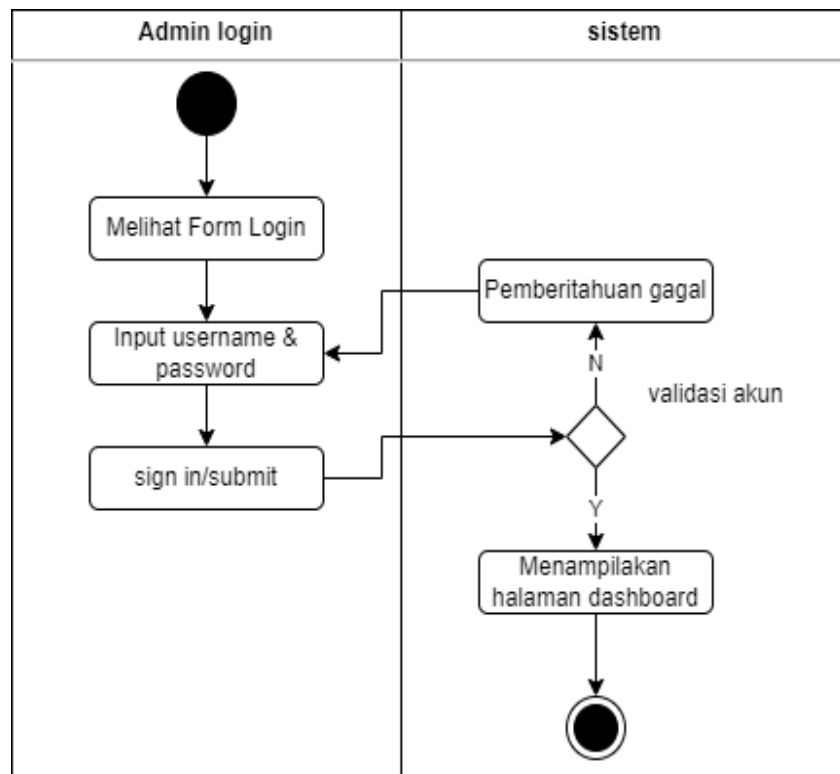 Admin login
sistem
Melihat Form Login
Pemberitahuan gagal
Input username &
password
N
validasi akun
sign in/submit
Y
Menampilakan
halaman dashboard